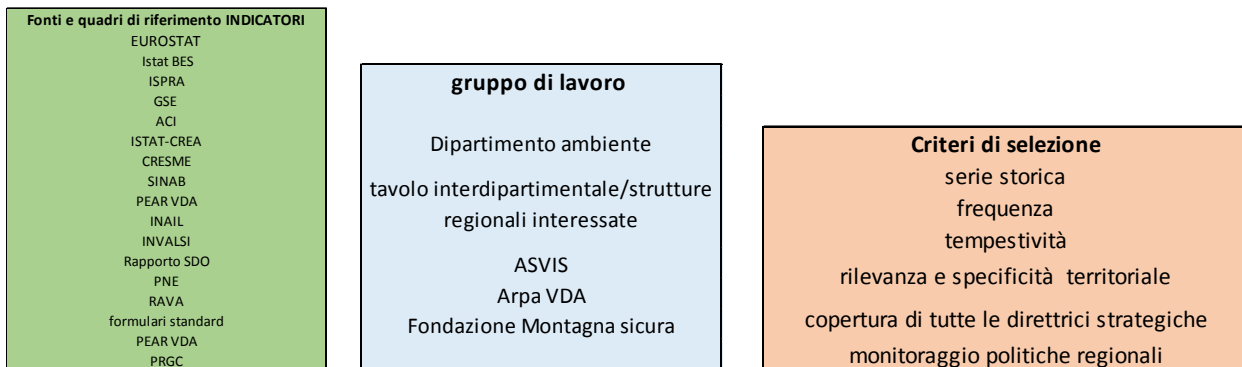 Fonti e quadri di riferimento INDICATORI
EUROSTAT
Istat BES
ISPRA
GSE
ACI
ISTAT-CREA
CRESME
SINAB
PEAR VDA
INAIL
INVALSI
Rapporto SDO
PNE
RAVA
formulari standard
PEAR VDA
PRGC
gruppo di lavoro
Dipartimento ambiente
tavolo interdipartimentale/strutture
regionali interessate
ASVIS
Arpa VDA
Fondazione Montagna sicura
Criteri di selezione
serie storica
frequenza
tempestività
rilevanza e specificità territoriale
copertura di tutte le direttrici strategiche
monitoraggio politiche regionali